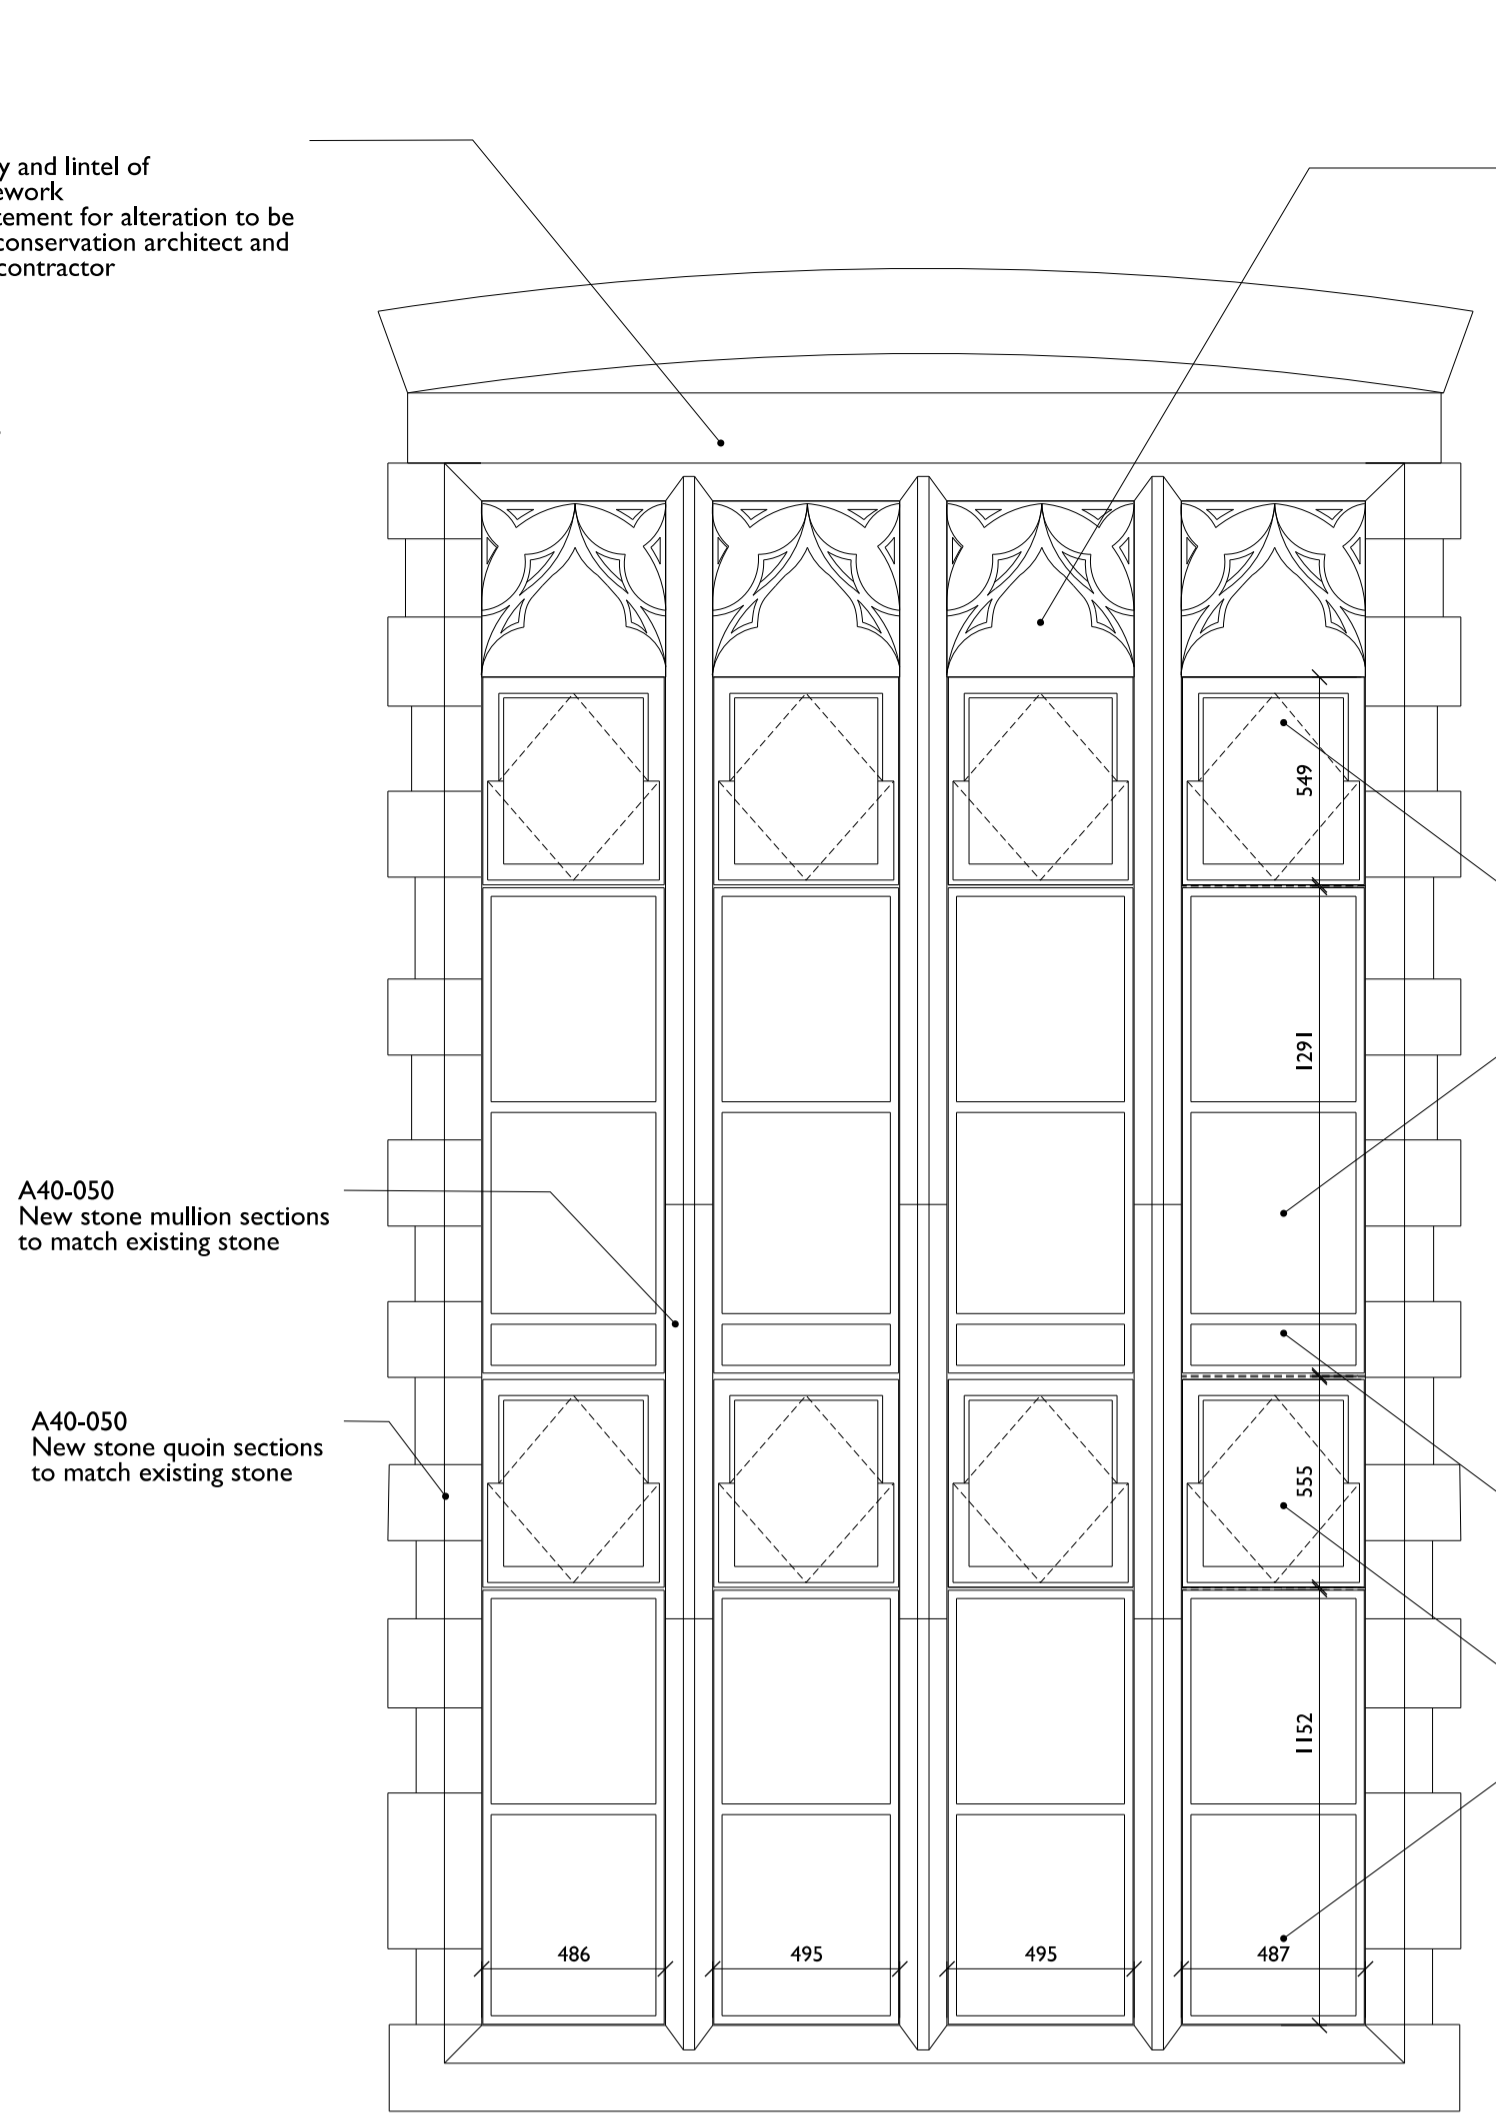 y and lintel of
ework
tement for alteration to be
conservation architect and
contractor
549
1291
A40-050
New stone mullion sections
to match existing stone
A40-050
New stone quoin sections
to match existing stone
555
1152
486 495 495 487